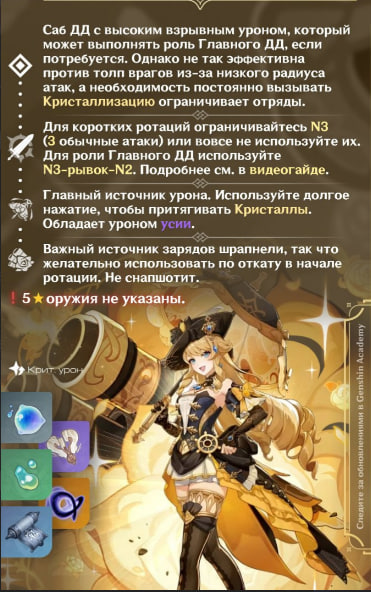 Саб ДД с высоким взрывным уроном, который
может выполнять роль Главного ДД, если
потребуется. Однако не так эффективна
против толп врагов из-за низкого радиуса
атак, а необходимость постоянно вызывать
Кристаллизацию ограничивает отряды.
Для коротких ротаций ограничивайтесь N3
(3 обычные атаки) или вовсе не используйте их.
Для роли Главного ДД используйте
N3-рывок-N2. Подробнее см. в видеогайде.
Главный источник урона. Используйте долгое
нажатие, чтобы притягивать Кристаллы.
Обладает уроном усии.
Важный источник зарядов шрапнели, так что
желательно использовать по откату в начале
ротации. Не снапшотит.
❗ 5★оружия не указаны.
Крит урон
Следите за обновлениями в Genshin Academy